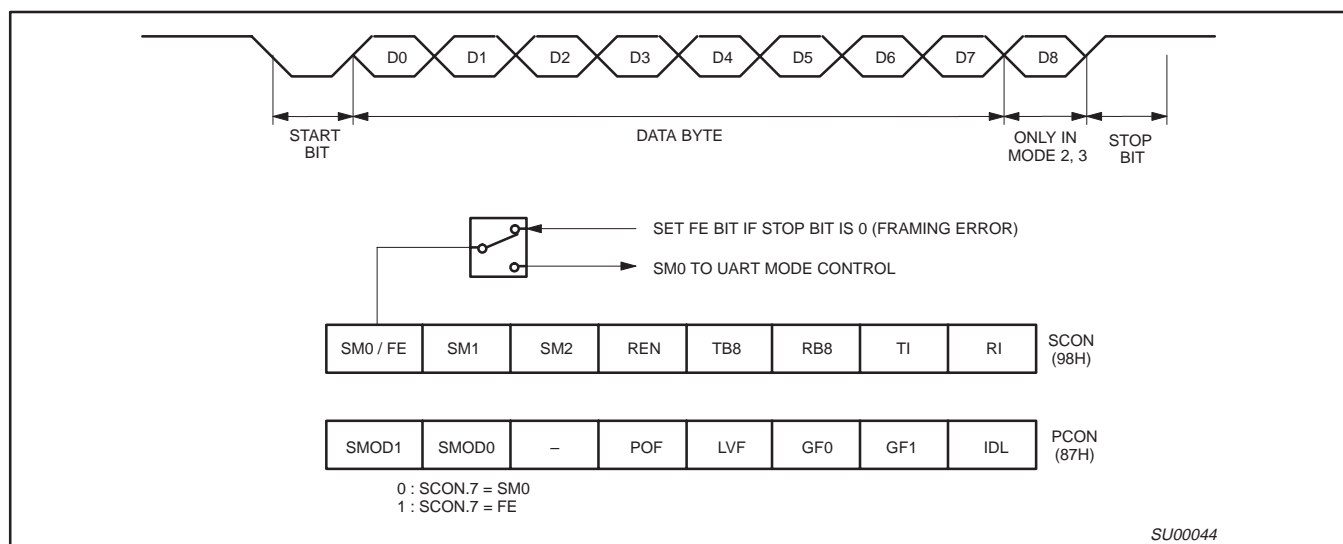 D0 D1 D2 D3 D4 D5 D6 D7 D8
START
BIT
DATA BYTE
ONLY IN
MODE 2, 3
STOP
BIT
SET FE BIT IF STOP BIT IS 0 (FRAMING ERROR)
SM0 TO UART MODE CONTROL
SM0 / FE SM1 SM2 REN TB8 RB8 TI RI
SCON
(98H)
SMOD1 SMOD0 – POF LVF GF0 GF1 IDL
PCON
(87H)
0 : SCON.7 = SM0
1 : SCON.7 = FE
SU00044